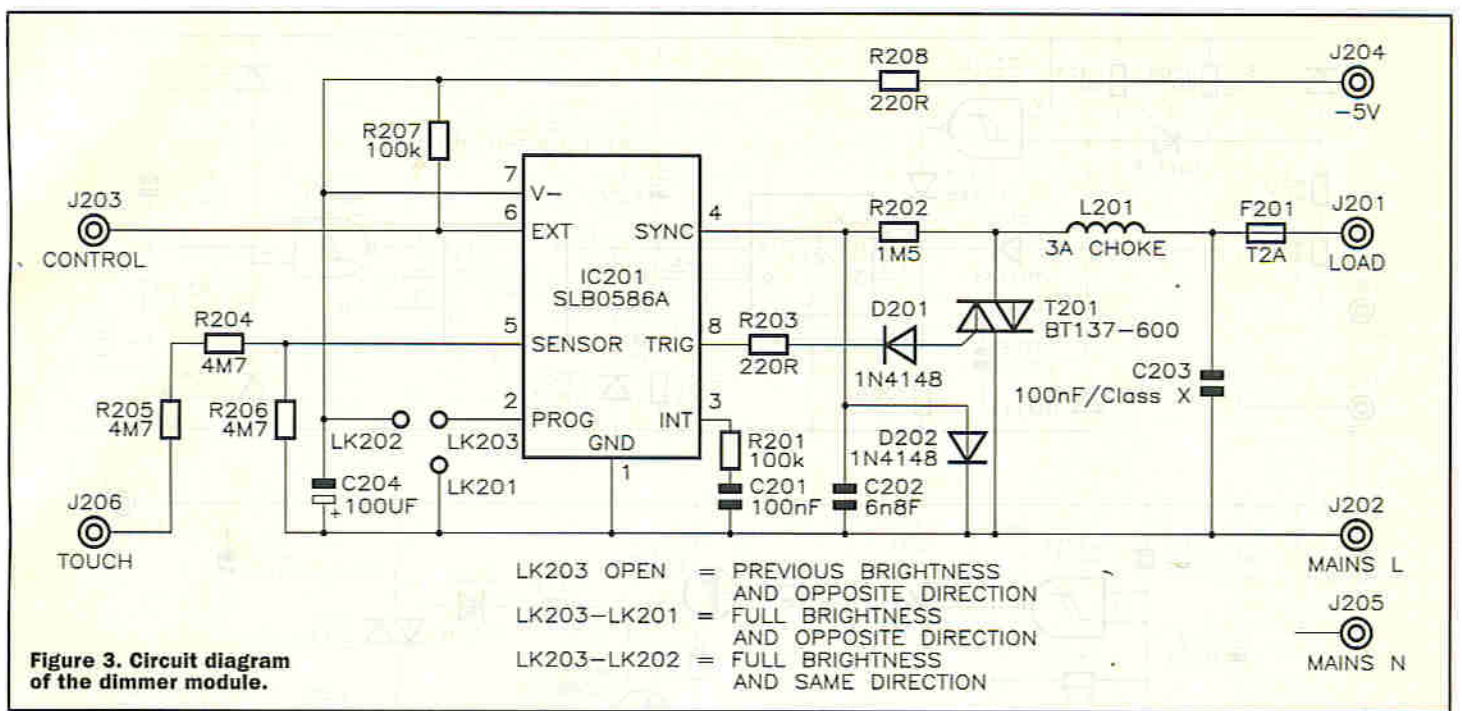 R208
220R
J204
-5V
R207
100k
7
V-
J203
CONTROL
6
EXT
SYNC
4
R202
1M5
L201
3A CHOKE
F201
T2A
J201
LOAD
IC201
SLB0586A
R204
4M7
5
SENSOR
TRIG
8
R203
220R
D201
1N4148
T201
BT137-600
R205
4M7
R206
4M7
C203
100nF/Class X
2
PROG
INT
3
LK202
LK203
GND
1
R201
100k
D202
1N4148
LK201
C204
100UF
+
C201
100nF
C202
6n8F
J206
TOUCH
J202
MAINS L
LK203 OPEN = PREVIOUS BRIGHTNESS
AND OPPOSITE DIRECTION
LK203-LK201 = FULL BRIGHTNESS
AND OPPOSITE DIRECTION
LK203-LK202 = FULL BRIGHTNESS
AND SAME DIRECTION
J205
MAINS N
Figure 3. Circuit diagram
of the dimmer module.